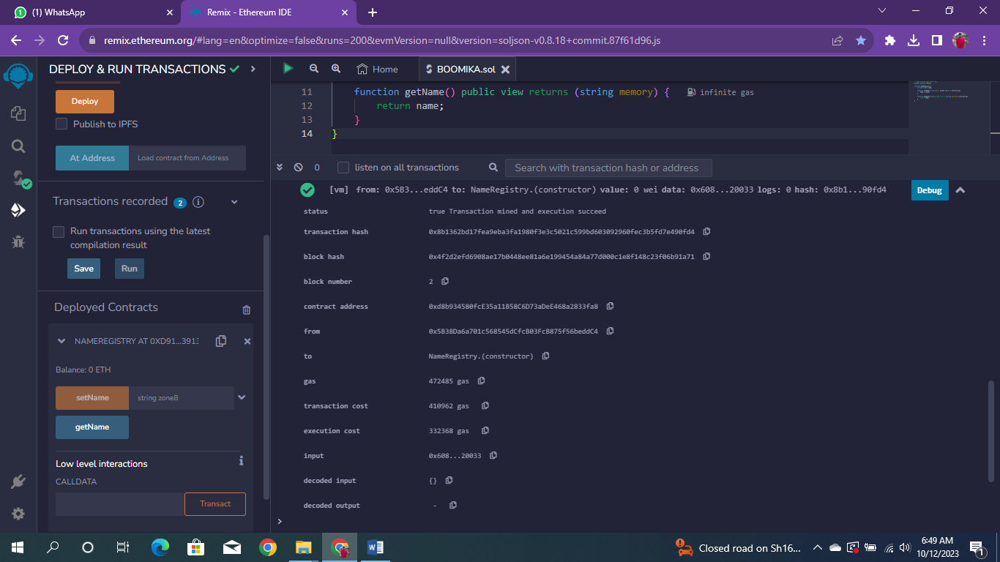 (1) WhatsApp
Remix - Ethereum IDE
remix.ethereum.org/#lang=en&optimize=false&runs=200&evmVersion=null&version=soljson-v0.8.18+commit.87f61d96.js
DEPLOY & RUN TRANSACTIONS
Deploy
Publish to IPFS
At Address Load contract from Address
Transactions recorded 2 i
Run transactions using the latest
compilation result
Save Run
Deployed Contracts
NAMEREGISTRY AT 0XD91...3913
Balance: 0 ETH
setName string zone8
getName
Low level interactions i
CALLDATA
Transact
Home BOOMIKA.sol
11 function getName() public view returns (string memory) { infinite gas
12 return name;
13 }
14 }
0 listen on all transactions Search with transaction hash or address
[vm] from: 0x5B3...eddC4 to: NameRegistry.(constructor) value: 0 wei data: 0x608...20033 logs: 0 hash: 0x8b1...90fd4 Debug
status true Transaction mined and execution succeed
transaction hash 0x8b1362bd17fea9eba3fa1980f3e3c5021c599bd603092960fec3b5fd7e490fd4
block hash 0x4f2d2efd6908ae17b0448ee81a6e199454a84a77d000c1e8f148c23f06b91a71
block number 2
contract address 0xd8b934580fcE35a11B58C6D73aDeE468a2833fa8
from 0x5B38Da6a701c568545dCfcB03FcB875f56beddC4
to NameRegistry.(constructor)
gas 472485 gas
transaction cost 410962 gas
execution cost 332368 gas
input 0x608...20033
decoded input {}
decoded output -
>
Closed road on Sh16...
6:49 AM
10/12/2023
1